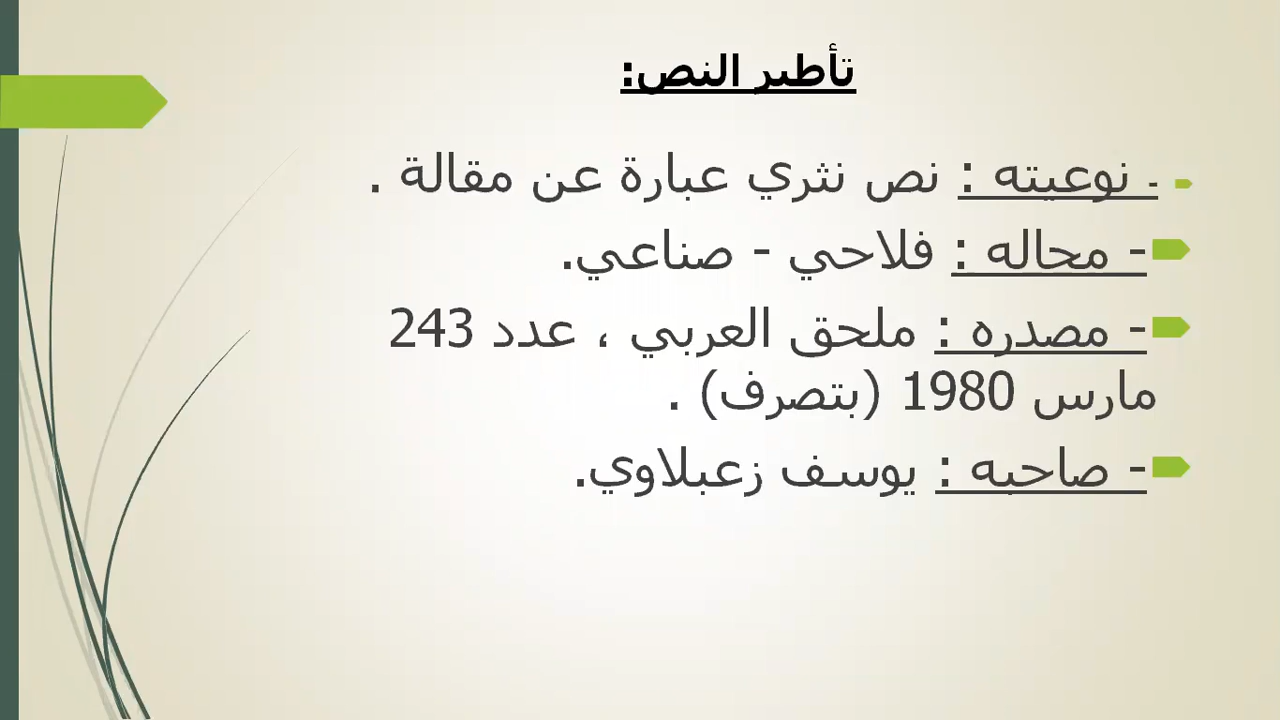 تأطير النص:
- نوعيته : نص نثري عبارة عن مقالة .
- مجاله : فلاحي - صناعي.
- مصدره : ملحق العربي ، عدد 243
مارس 1980 (بتصرف) .
- صاحبه : يوسف زعبلاوي.